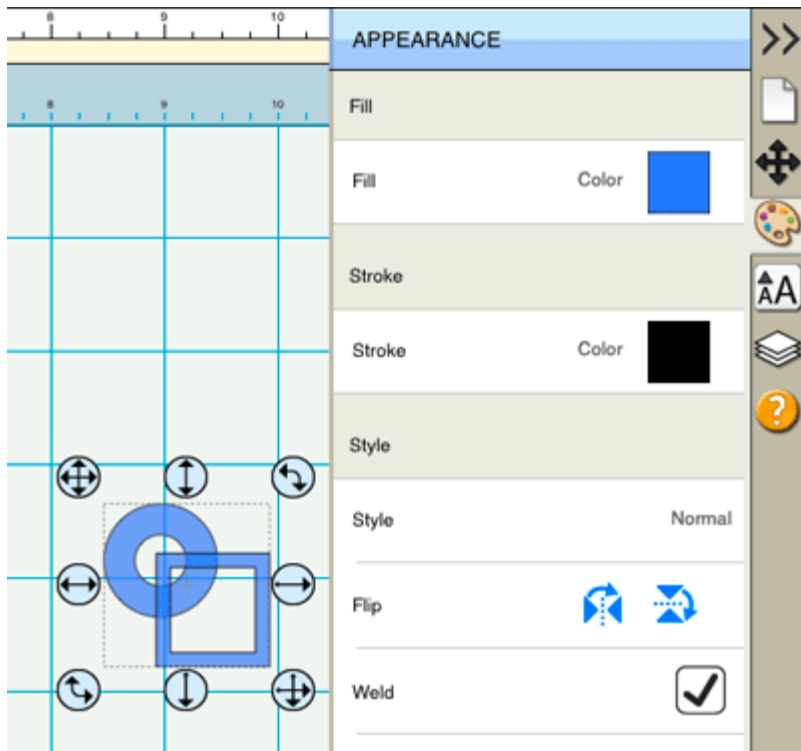 8 9 10
APPEARANCE
8 9 10
Fill
Fill Color
Stroke
Stroke Color
AA
?
Style
Style Normal
Flip
Weld